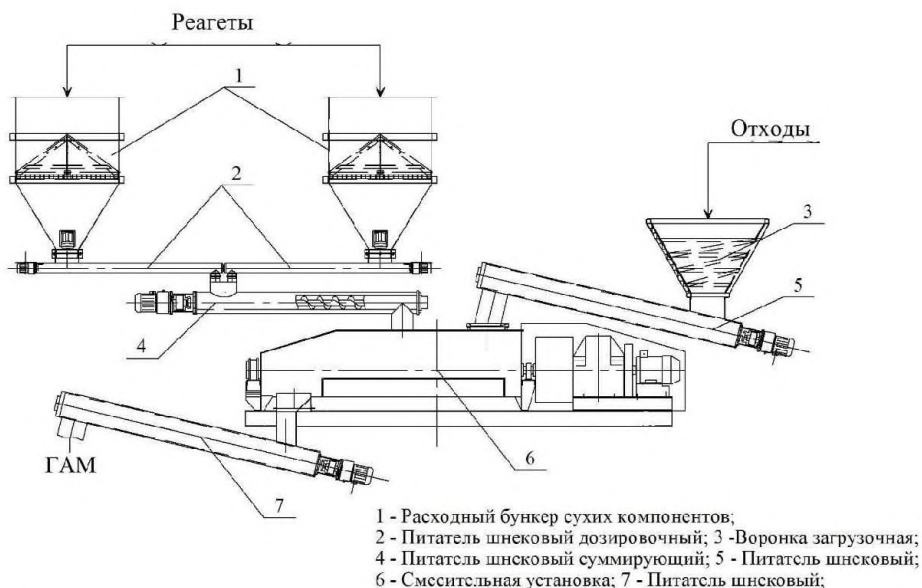 Реагеты
1
Отходы
2
3
5
4
6
ГАМ
7
1 - Расходный бункер сухих компонентов;
2 - Питатель шнековый дозировочный; 3 -Воронка загрузочная;
4 - Питатель шнековый суммирующий; 5 - Питатель шнековый;
6 - Смесительная установка; 7 - Питатель шнековый;